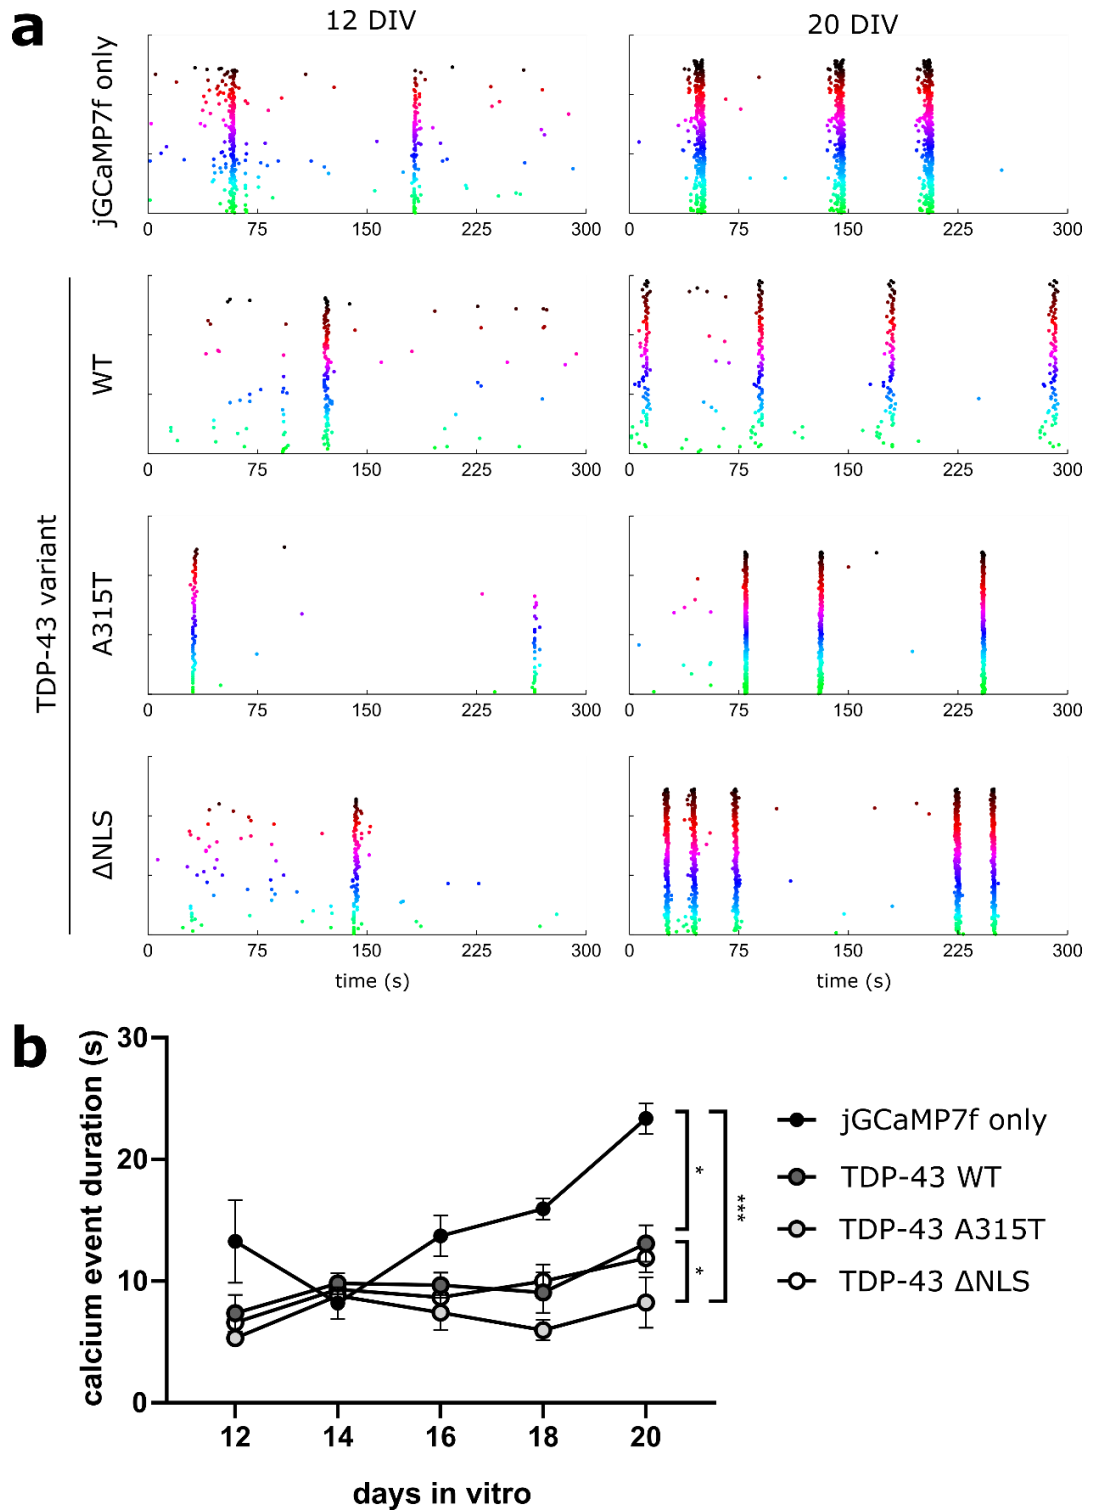 a
12 DIV
20 DIV
jGCaMP7f only
0 75 150 225 300
0 75 150 225 300
TDP-43 variant
WT
0 75 150 225 300
0 75 150 225 300
A315T
0 75 150 225 300
0 75 150 225 300
ΔNLS
0 75 150 225 300
0 75 150 225 300
time (s)
time (s)
b
calcium event duration (s)
30
20
10
0
12 14 16 18 20
days in vitro
*
*
***
jGCaMP7f only
TDP-43 WT
TDP-43 A315T
TDP-43 ΔNLS